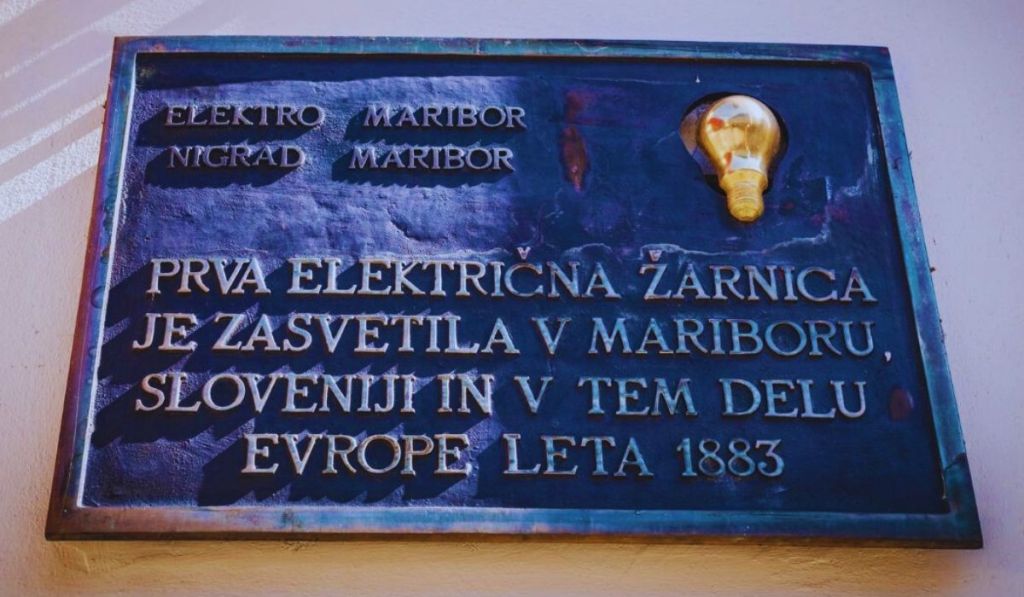 ELEKTRO MARIBOR
NIGRAD MARIBOR
PRVA ELEKTRIČNA ŽARNICA
JE ZASVETILA V MARIBORU,
SLOVENIJI IN V TEM DELU
EVROPE LETA 1883